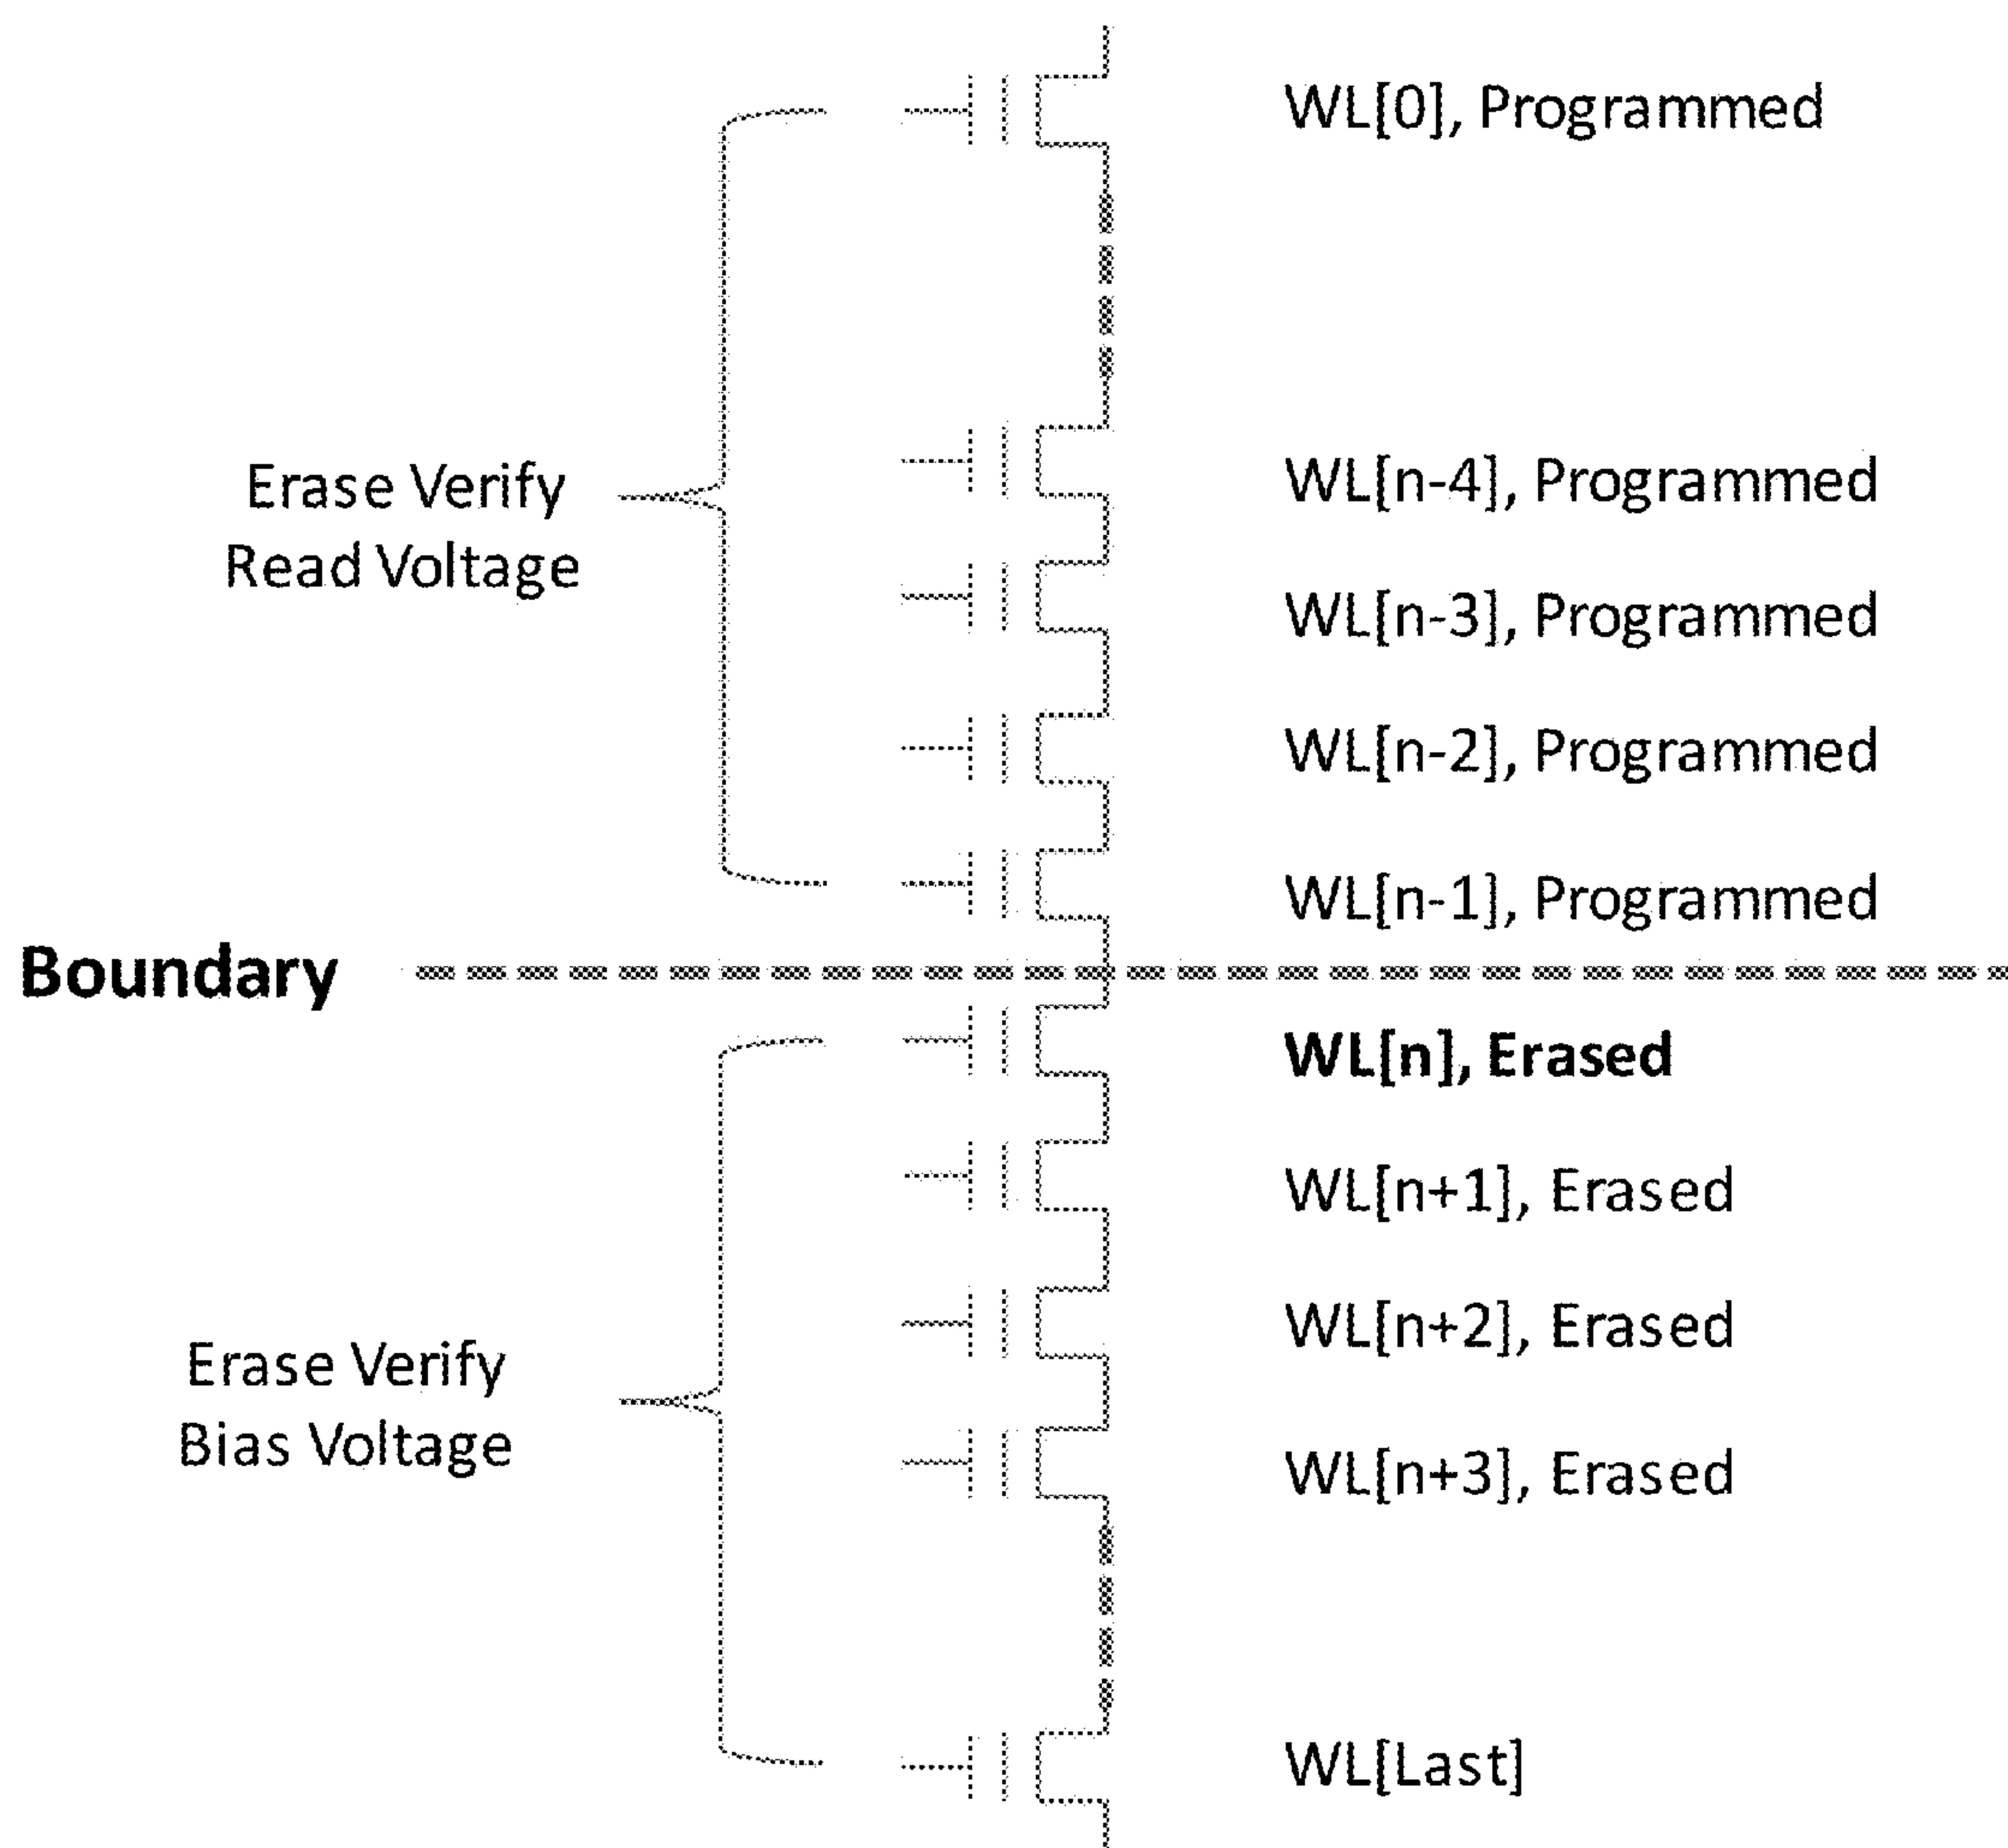 WL[0], Programmed
Erase Verify
Read Voltage
WL[n-4], Programmed
WL[n-3], Programmed
WL[n-2], Programmed
WL[n-1], Programmed
Boundary
WL[n], Erased
WL[n+1], Erased
WL[n+2], Erased
Erase Verify
Bias Voltage
WL[n+3], Erased
WL[Last]